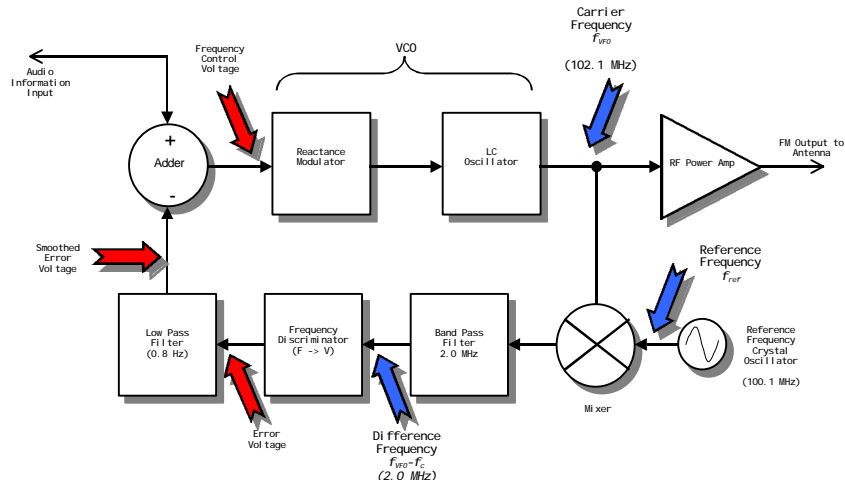 Carrier
Frequency
fVFO
(102.1 MHz)
VCO
Frequency
Control
Voltage
Audio
Information
Input
+
Adder
-
Reactance
Modulator
LC
Oscillator
RF Power Amp
FM Output to
Antenna
Smoothed
Error
Voltage
Reference
Frequency
fref
Low Pass
Filter
(0.8 Hz)
Frequency
Discriminator
(F -> V)
Band Pass
Filter
2.0 MHz
Reference
Frequency
Crystal
Oscillator
(100.1 MHz)
Mixer
Error
Voltage
Difference
Frequency
fVFO-fc
(2.0 MHz)